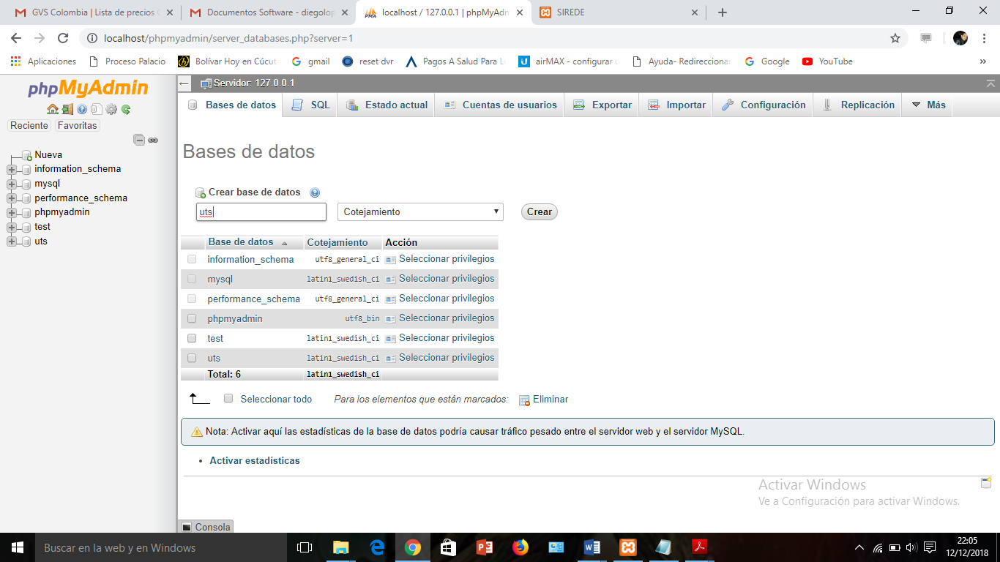 GVS Colombia | Lista de precios
Documentos Software - diegolop
localhost / 127.0.0.1 | phpMyAdm
SIREDE
localhost/phpmyadmin/server_databases.php?server=1
Aplicaciones
Proceso Palacio
Bolívar Hoy en Cúcut
gmail
reset dvr
Pagos A Salud Para Lo
airMAX - configurar u
Ayuda- Redireccionar
Google
YouTube
»
phpMyAdmin
Reciente
Favoritas
Nueva
information_schema
mysql
performance_schema
phpmyadmin
test
uts
Servidor: 127.0.0.1
Bases de datos
SQL
Estado actual
Cuentas de usuarios
Exportar
Importar
Configuración
Replicación
Más
Bases de datos
Crear base de datos
uts
Cotejamiento
Crear
Base de datos Cotejamiento Acción
information_schema utf8_general_ci Seleccionar privilegios
mysql latin1_swedish_ci Seleccionar privilegios
performance_schema utf8_general_ci Seleccionar privilegios
phpmyadmin utf8_bin Seleccionar privilegios
test latin1_swedish_ci Seleccionar privilegios
uts latin1_swedish_ci Seleccionar privilegios
Total: 6 latin1_swedish_ci
Seleccionar todo
Para los elementos que están marcados:
Eliminar
Nota: Activar aquí las estadísticas de la base de datos podría causar tráfico pesado entre el servidor web y el servidor MySQL.
• Activar estadísticas
Activar Windows
Ve a Configuración para activar Windows.
Consola
Buscar en la web y en Windows
22:05
12/12/2018